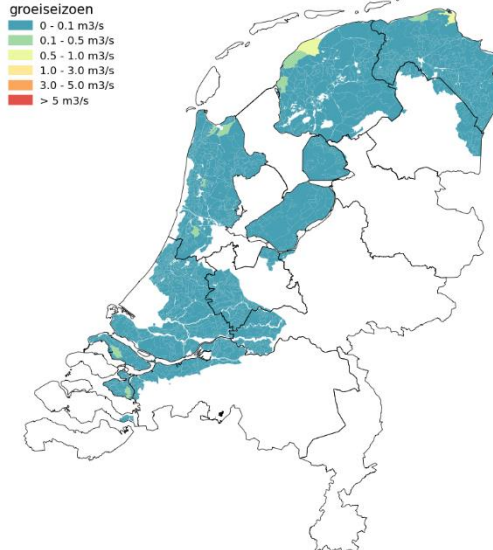 groeiseizoen
0 - 0.1 m3/s
0.1 - 0.5 m3/s
0.5 - 1.0 m3/s
1.0 - 3.0 m3/s
3.0 - 5.0 m3/s
> 5 m3/s